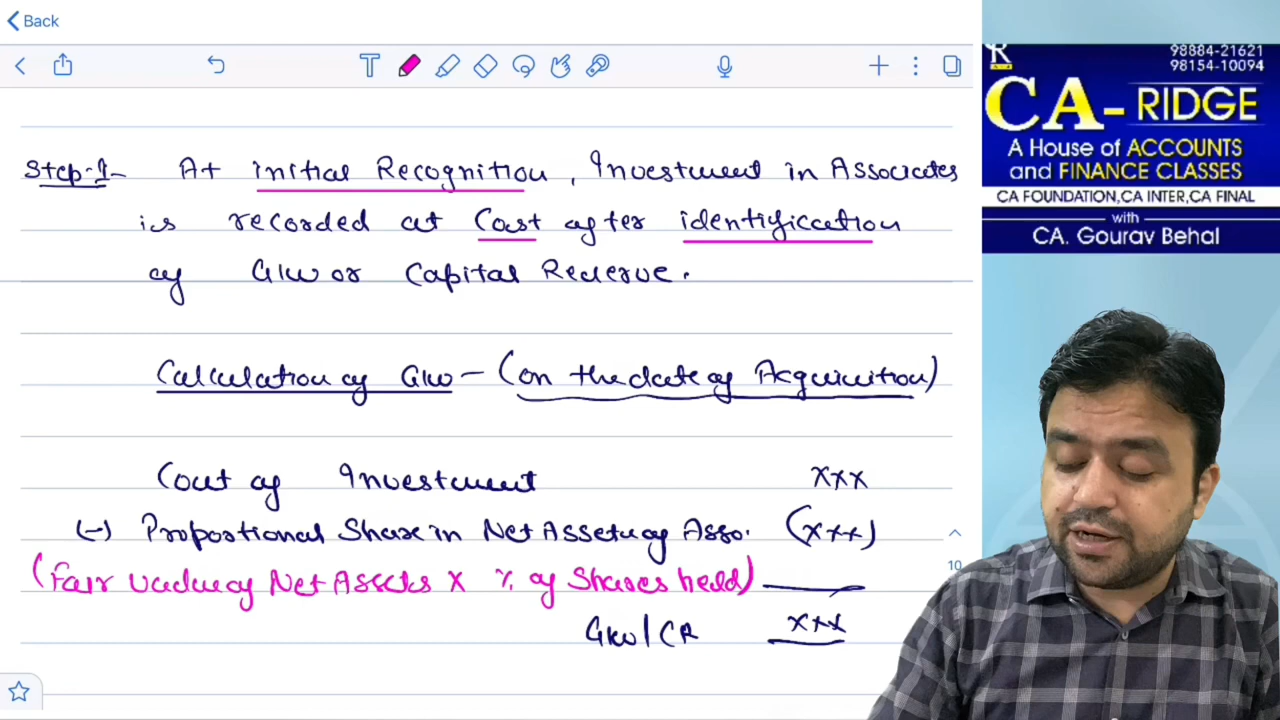 Back
Step-1- At initial Recognition, Investment in Associates
is recorded at Cost after identification
of G/w or Capital Reserve.
Calculation of G/w - (on the date of Acquisition)
Cost of Investment xxx
(-) Proportional Share in Net Assets of Asso. (xxx)
(Fair Value of Net Assets x % of Shares held)
G/w/CR xxx
10
R
98884-21621
98154-10094
CA-RIDGE
A House of ACCOUNTS
and FINANCE CLASSES
CA FOUNDATION,CA INTER,CA FINAL
with
CA. Gourav Behal